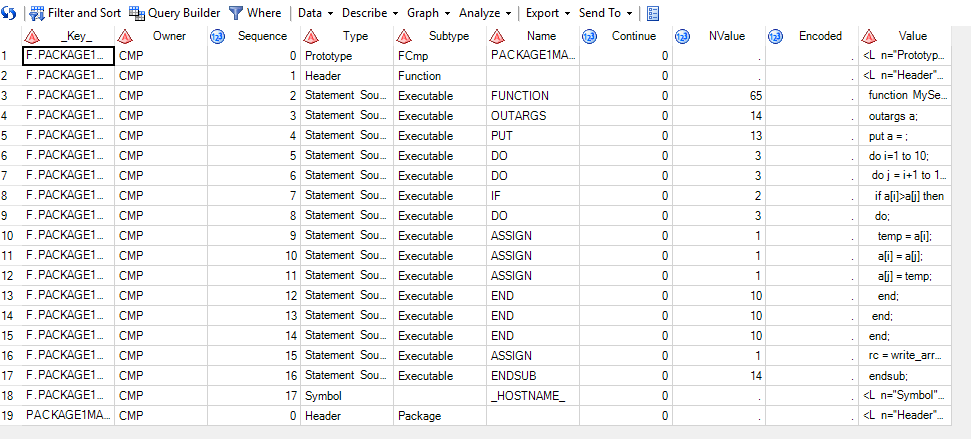 Filter and Sort Query Builder Where Data Describe Graph Analyze Export Send To
_Key_ Owner Sequence Type Subtype Name Continue NValue Encoded Value
1 F.PACKAGE1... CMP 0 Prototype FCmp PACKAGE1MA... 0 . . <L n="Prototyp...
2 F.PACKAGE1... CMP 1 Header Function 0 . . <L n="Header"...
3 F.PACKAGE1... CMP 2 Statement Sou... Executable FUNCTION 0 65 . function MySe...
4 F.PACKAGE1... CMP 3 Statement Sou... Executable OUTARGS 0 14 . outargs a;
5 F.PACKAGE1... CMP 4 Statement Sou... Executable PUT 0 13 . put a = ;
6 F.PACKAGE1... CMP 5 Statement Sou... Executable DO 0 3 . do i=1 to 10;
7 F.PACKAGE1... CMP 6 Statement Sou... Executable DO 0 3 . do j = i+1 to 1...
8 F.PACKAGE1... CMP 7 Statement Sou... Executable IF 0 2 . if a[i]>a[j] then
9 F.PACKAGE1... CMP 8 Statement Sou... Executable DO 0 3 . do;
10 F.PACKAGE1... CMP 9 Statement Sou... Executable ASSIGN 0 1 . temp = a[i];
11 F.PACKAGE1... CMP 10 Statement Sou... Executable ASSIGN 0 1 . a[i] = a[j];
12 F.PACKAGE1... CMP 11 Statement Sou... Executable ASSIGN 0 1 . a[j] = temp;
13 F.PACKAGE1... CMP 12 Statement Sou... Executable END 0 10 . end;
14 F.PACKAGE1... CMP 13 Statement Sou... Executable END 0 10 . end;
15 F.PACKAGE1... CMP 14 Statement Sou... Executable END 0 10 . end;
16 F.PACKAGE1... CMP 15 Statement Sou... Executable ASSIGN 0 1 . rc = write_arr...
17 F.PACKAGE1... CMP 16 Statement Sou... Executable ENDSUB 0 14 . endsub;
18 F.PACKAGE1... CMP 17 Symbol _HOSTNAME_ 0 . . <L n="Symbol"...
19 PACKAGE1MA... CMP 0 Header Package 0 . . <L n="Header"...